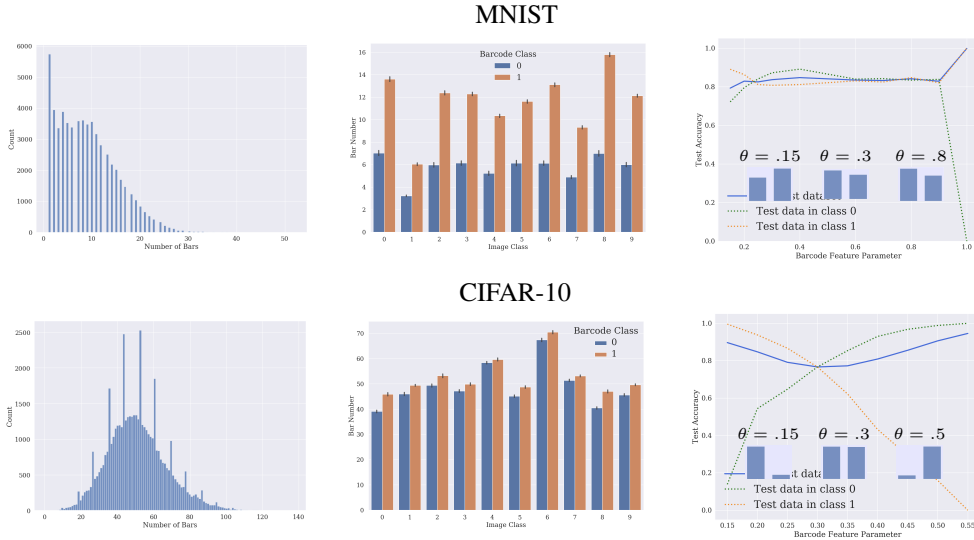 MNIST
6000
5000
4000
3000
2000
1000
0
Count
0 10 20 30 40 50
Number of Bars
16
14
12
10
8
6
4
2
0
Bar Number
Barcode Class
0
1
0 1 2 3 4 5 6 7 8 9
Image Class
1.0
0.8
0.6
0.4
0.2
0.0
Test Accuracy
θ = .15 θ = .3 θ = .8
Test data
Test data in class 0
Test data in class 1
0.2 0.4 0.6 0.8 1.0
Barcode Feature Parameter
CIFAR-10
2500
2000
1500
1000
500
0
Count
0 20 40 60 80 100 120 140
Number of Bars
70
60
50
40
30
20
10
0
Bar Number
Barcode Class
0
1
0 1 2 3 4 5 6 7 8 9
Image Class
1.0
0.8
0.6
0.4
0.2
0.0
Test Accuracy
θ = .15 θ = .3 θ = .5
Test data in class 0
Test data in class 1
0.15 0.20 0.25 0.30 0.35 0.40 0.45 0.50 0.55
Barcode Feature Parameter